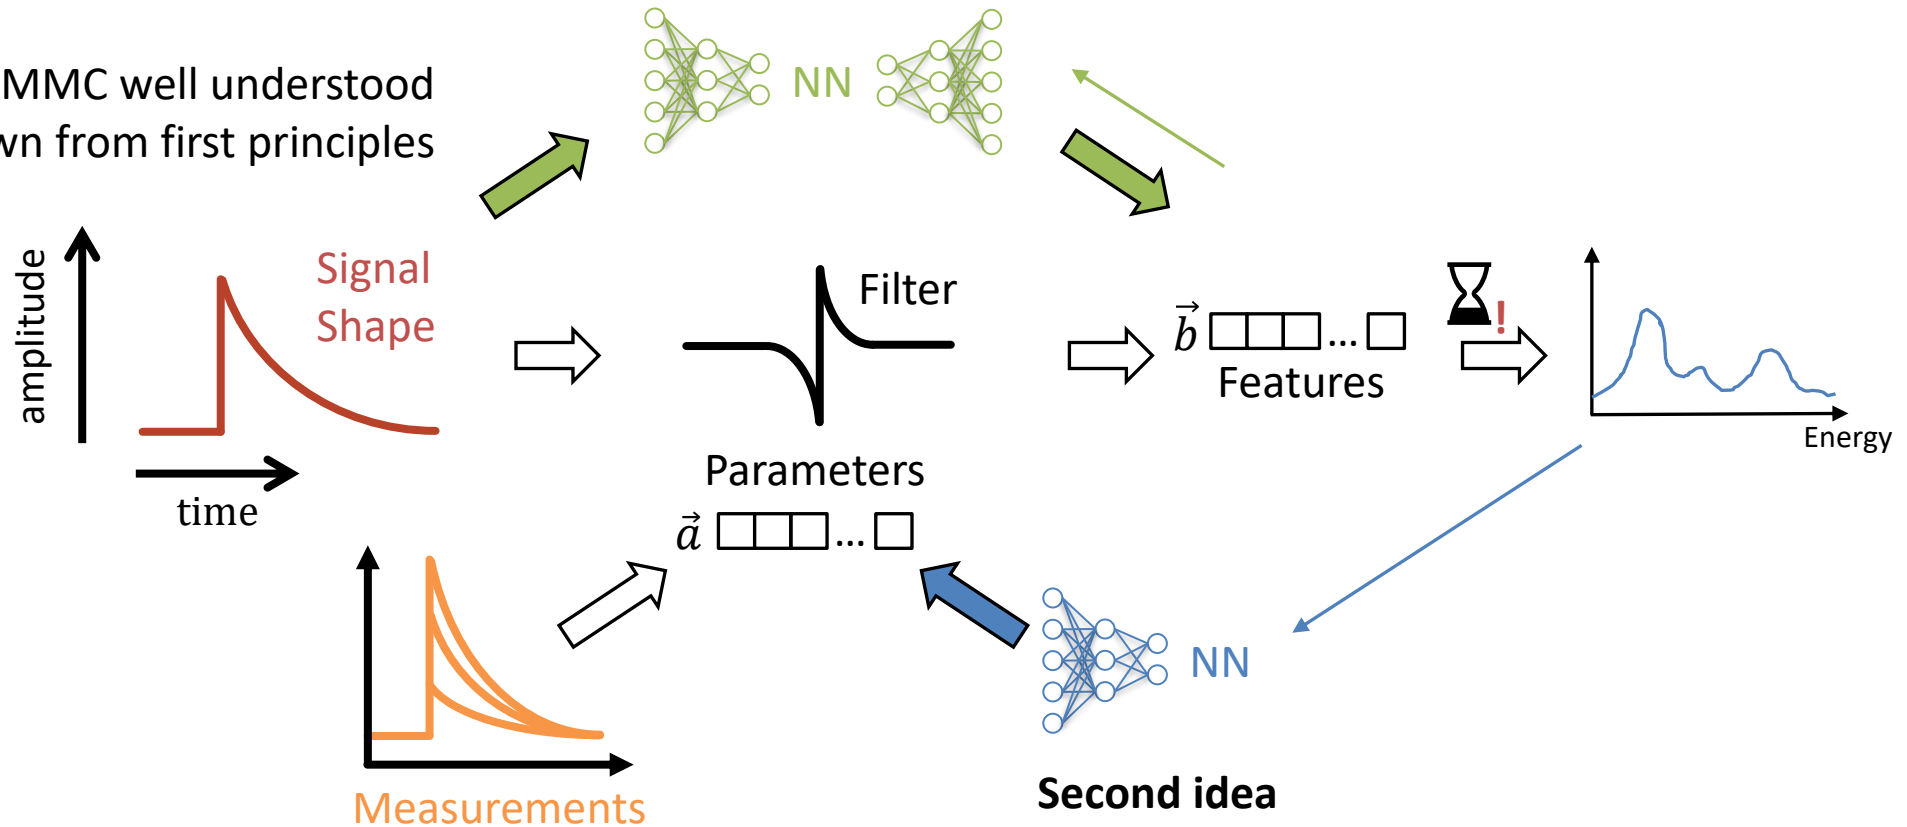 MMC well understood
from first principles
NN
amplitude
Signal
Shape
time
Filter
Parameters
a ...
b ...
Features
!
Energy
Measurements
NN
Second idea